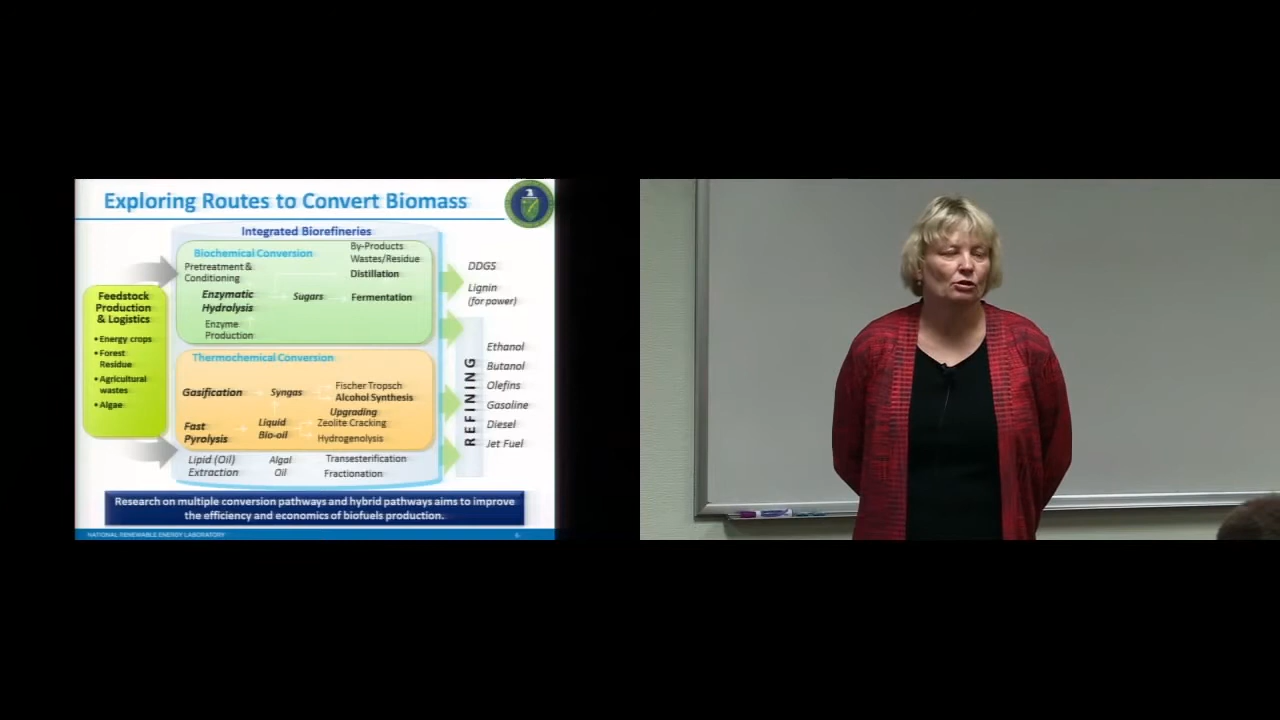 Exploring Routes to Convert Biomass
Integrated Biorefineries
Biochemical Conversion
By-Products
Wastes/Residue
Pretreatment &
Conditioning
Distillation
Enzymatic
Hydrolysis
Sugars
Fermentation
Enzyme
Production
Feedstock
Production
& Logistics
• Energy crops
• Forest
Residue
• Agricultural
wastes
• Algae
Thermochemical Conversion
Gasification
Syngas
Fischer Tropsch
Alcohol Synthesis
Upgrading
Fast
Pyrolysis
Liquid
Bio-oil
Zeolite Cracking
Hydrogenolysis
Lipid (Oil)
Extraction
Algal
Oil
Transesterification
Fractionation
DDGS
Lignin
(for power)
REFINING
Ethanol
Butanol
Olefins
Gasoline
Diesel
Jet Fuel
Research on multiple conversion pathways and hybrid pathways aims to improve
the efficiency and economics of biofuels production.
NATIONAL RENEWABLE ENERGY LABORATORY
6